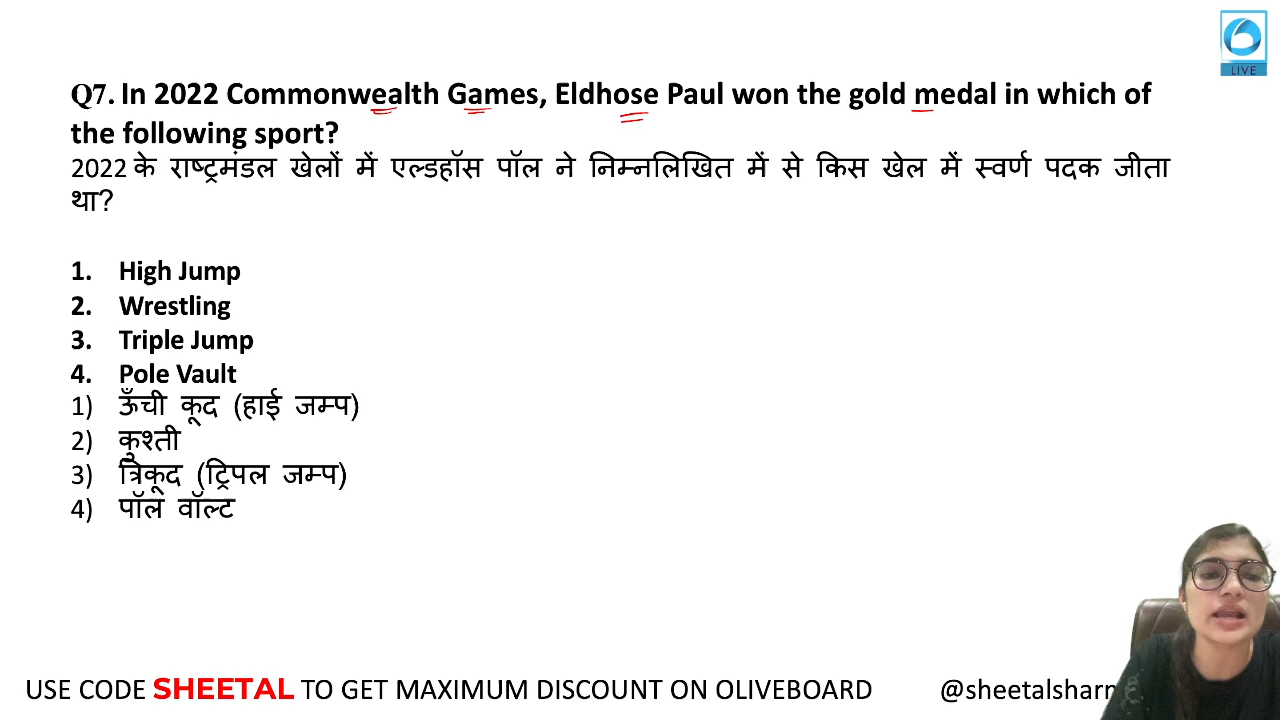 LIVE
Q7. In 2022 Commonwealth Games, Eldhose Paul won the gold medal in which of
the following sport?
2022 के राष्ट्रमंडल खेलों में एल्डहॉस पॉल ने निम्नलिखित में से किस खेल में स्वर्ण पदक जीता
था?
1. High Jump
2. Wrestling
3. Triple Jump
4. Pole Vault
1) ऊँची कूद (हाई जम्प)
2) कुश्ती
3) त्रिकूद (ट्रिपल जम्प)
4) पॉल वॉल्ट
USE CODE SHEETAL TO GET MAXIMUM DISCOUNT ON OLIVEBOARD